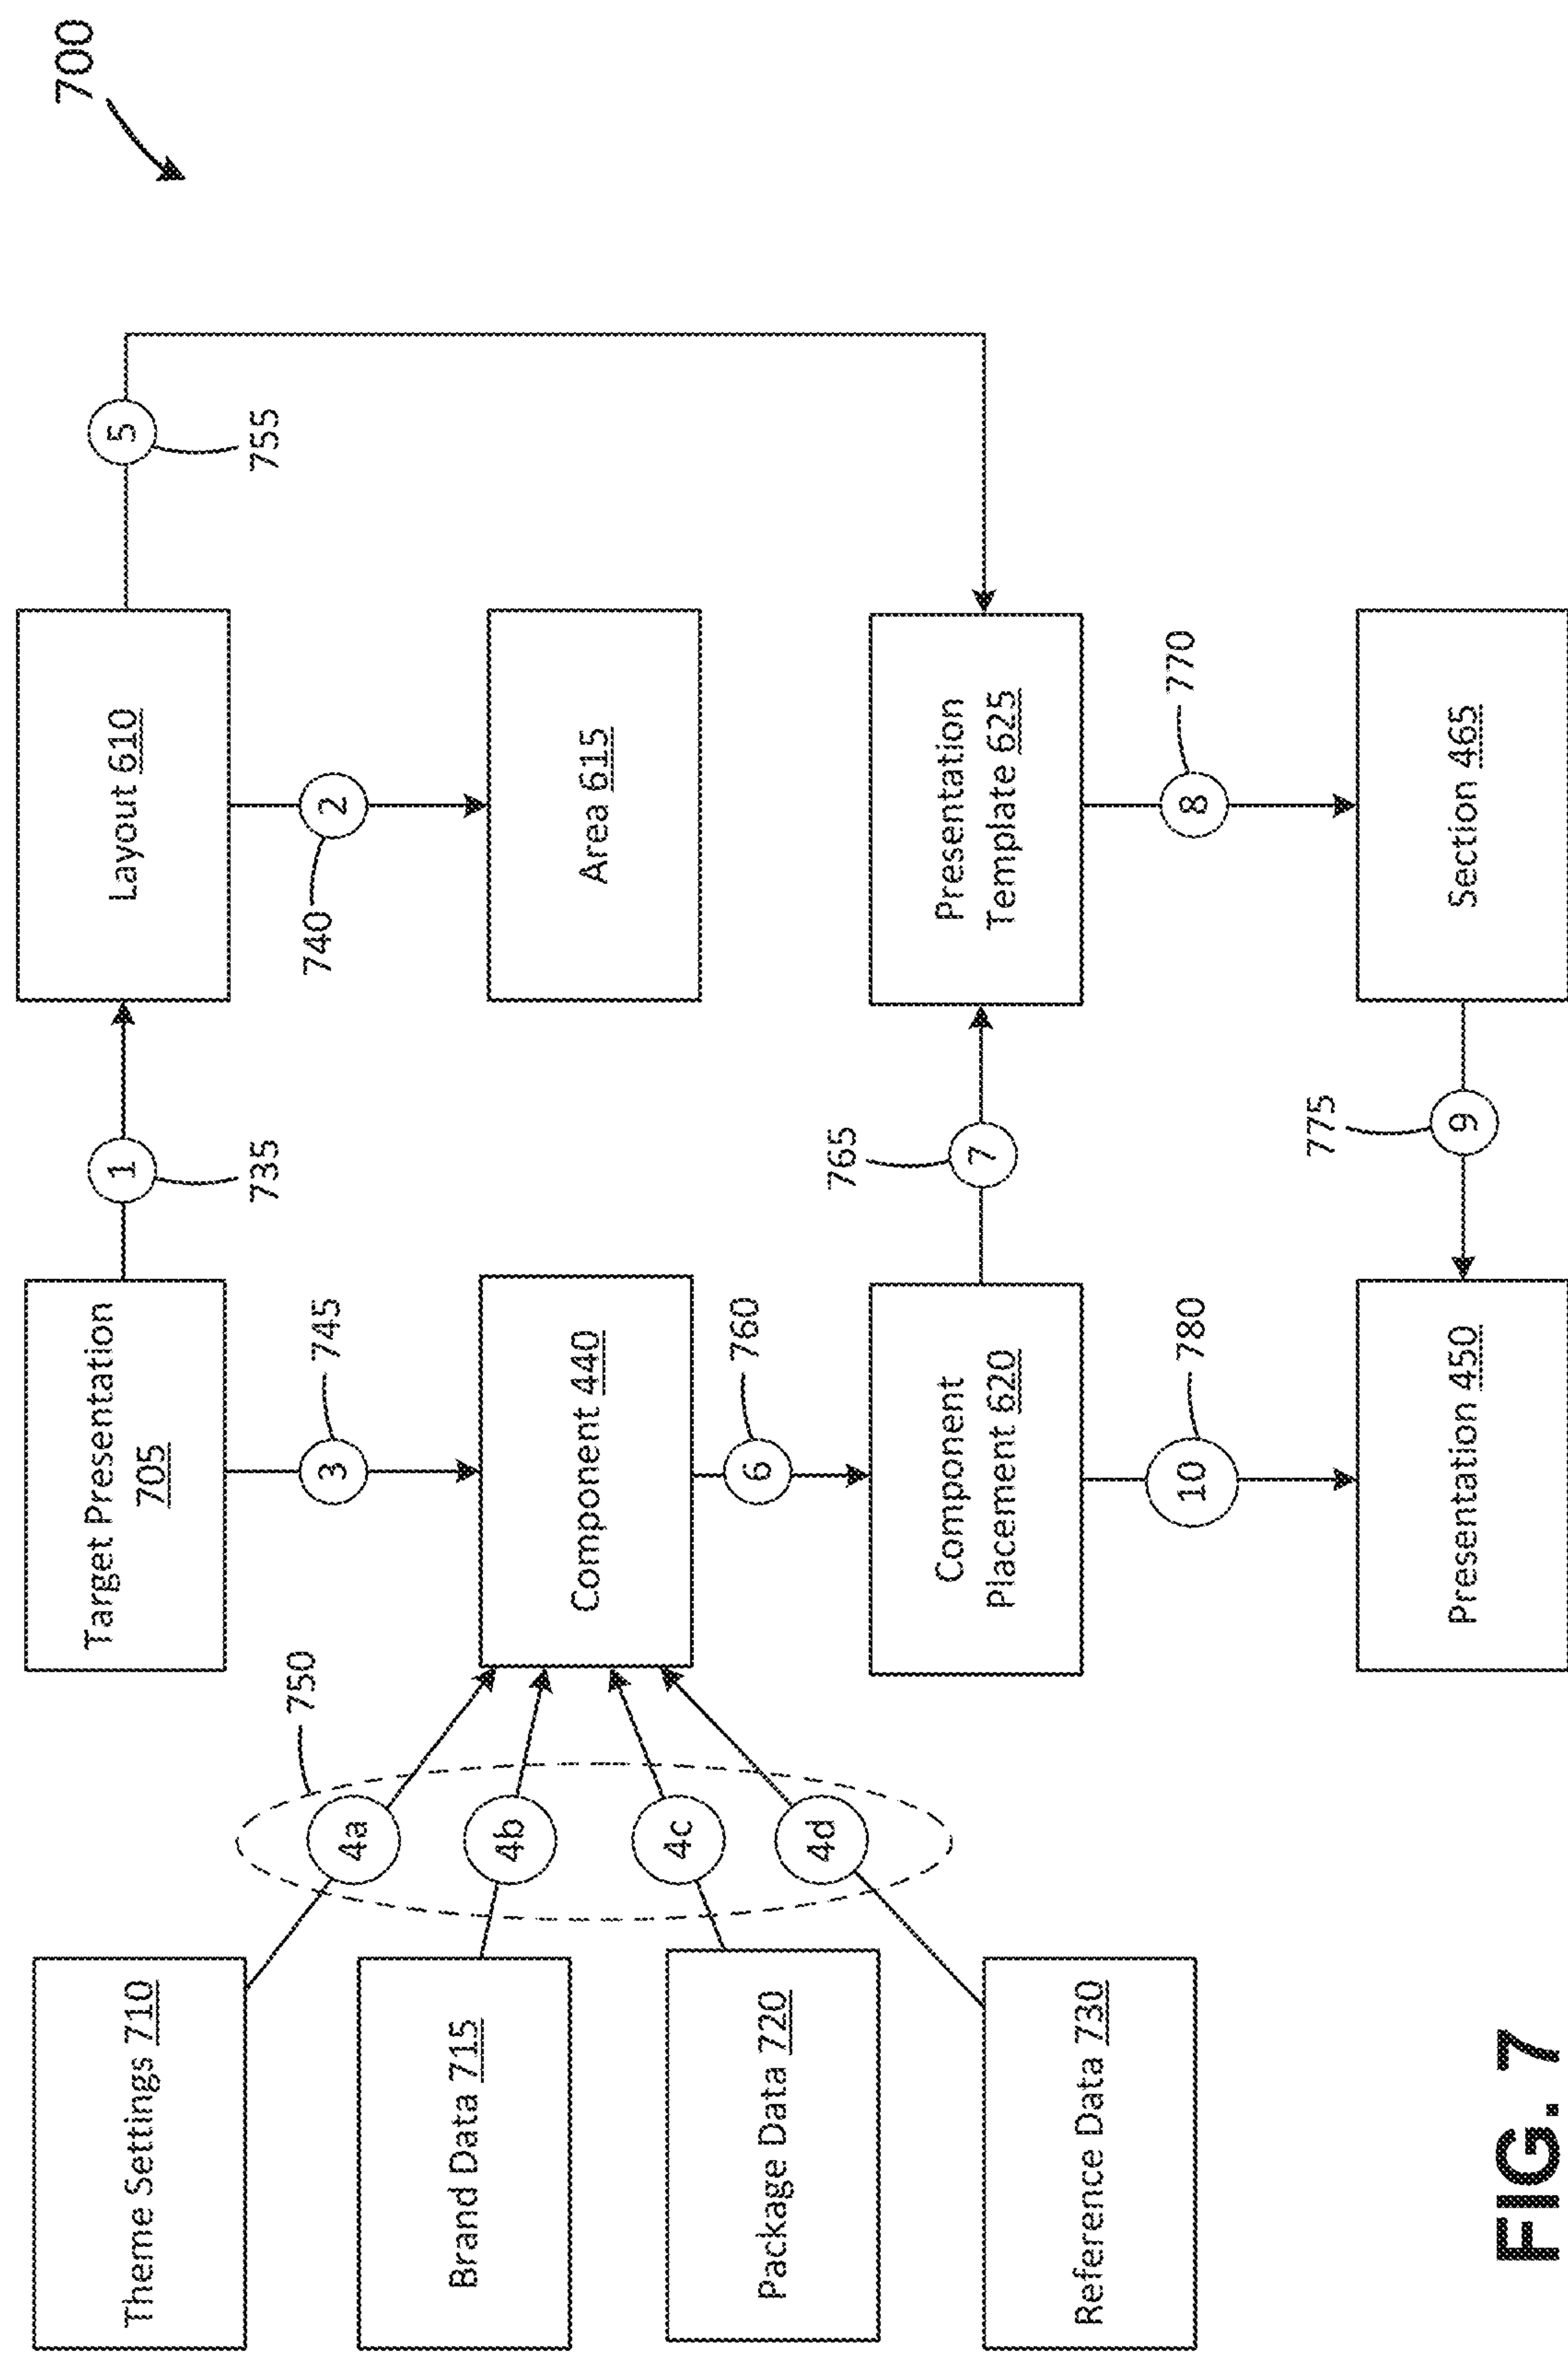 700
Theme Settings 710
Target Presentation
705
1
735
Layout 610
5
755
4a
750
3
745
2
740
Brand Data 715
4b
Component 440
Area 615
Package Data 720
4c
6
760
4d
Reference Data 730
Component
Placement 620
7
765
Presentation
Template 625
10
780
8
770
Presentation 450
9
775
Section 465
FIG. 7